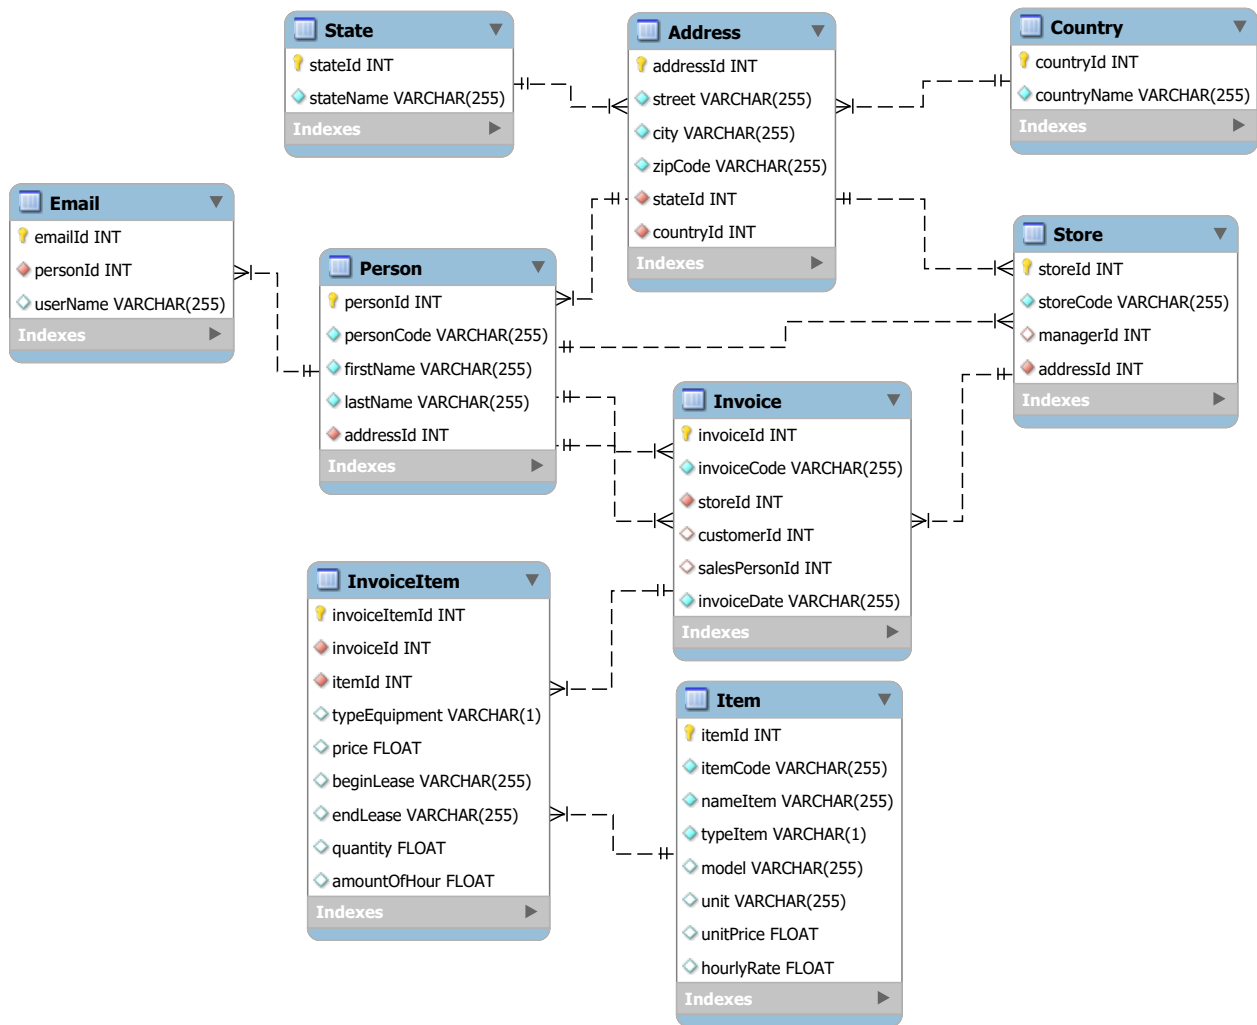 State
stateId INT
stateName VARCHAR(255)
Indexes
Address
addressId INT
street VARCHAR(255)
city VARCHAR(255)
zipCode VARCHAR(255)
stateId INT
countryId INT
Indexes
Country
countryId INT
countryName VARCHAR(255)
Indexes
Email
emailId INT
personId INT
userName VARCHAR(255)
Indexes
Person
personId INT
personCode VARCHAR(255)
firstName VARCHAR(255)
lastName VARCHAR(255)
addressId INT
Indexes
Store
storeId INT
storeCode VARCHAR(255)
managerId INT
addressId INT
Indexes
Invoice
invoiceId INT
invoiceCode VARCHAR(255)
storeId INT
customerId INT
salesPersonId INT
invoiceDate VARCHAR(255)
Indexes
InvoiceItem
invoiceItemId INT
invoiceId INT
itemId INT
typeEquipment VARCHAR(1)
price FLOAT
beginLease VARCHAR(255)
endLease VARCHAR(255)
quantity FLOAT
amountOfHour FLOAT
Indexes
Item
itemId INT
itemCode VARCHAR(255)
nameItem VARCHAR(255)
typeItem VARCHAR(1)
model VARCHAR(255)
unit VARCHAR(255)
unitPrice FLOAT
hourlyRate FLOAT
Indexes